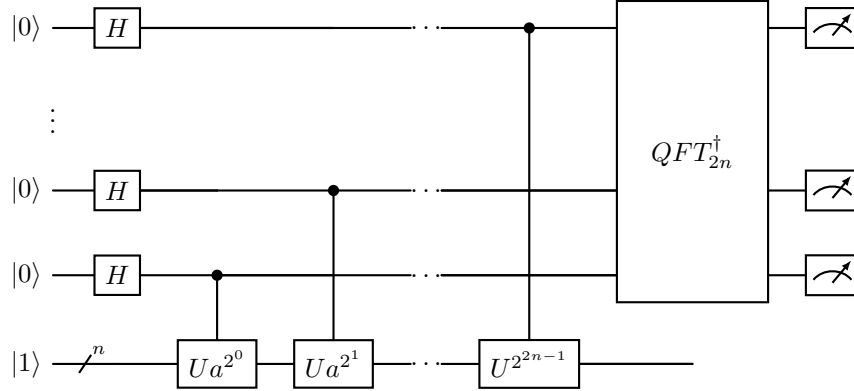 |0⟩ H ···
⋮
|0⟩ H ··· QFT†₂ₙ
|0⟩ H ···
|1⟩ n Ua^{2^0} Ua^{2^1} ··· U^{2^{2n−1}}